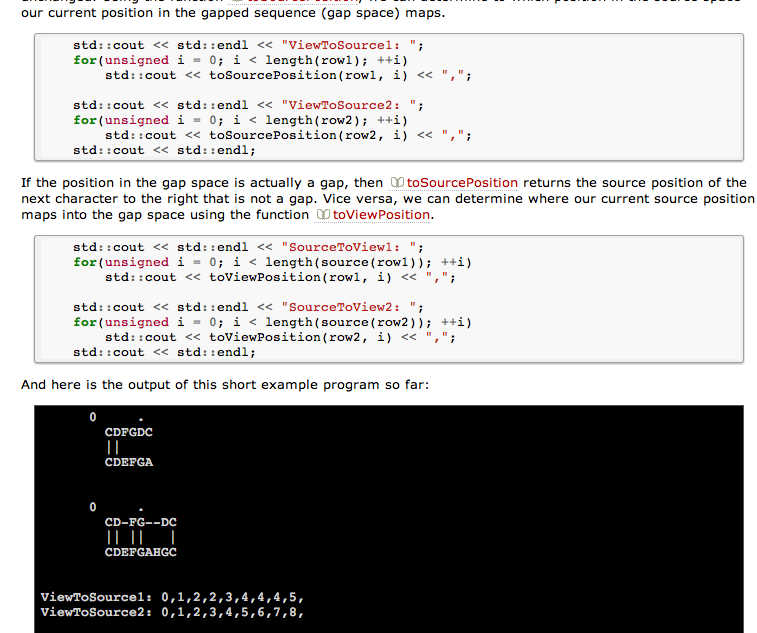 our current position in the gapped sequence (gap space) maps.
std::cout << std::endl << "ViewToSource1: ";
for(unsigned i = 0; i < length(row1); ++i)
std::cout << toSourcePosition(row1, i) << ",";
std::cout << std::endl << "ViewToSource2: ";
for(unsigned i = 0; i < length(row2); ++i)
std::cout << toSourcePosition(row2, i) << ",";
std::cout << std::endl;
If the position in the gap space is actually a gap, then toSourcePosition returns the source position of the
next character to the right that is not a gap. Vice versa, we can determine where our current source position
maps into the gap space using the function toViewPosition.
std::cout << std::endl << "SourceToView1: ";
for(unsigned i = 0; i < length(source(row1)); ++i)
std::cout << toViewPosition(row1, i) << ",";
std::cout << std::endl << "SourceToView2: ";
for(unsigned i = 0; i < length(source(row2)); ++i)
std::cout << toViewPosition(row2, i) << ",";
std::cout << std::endl;
And here is the output of this short example program so far:
0 .
CDFGDC
||
CDEFGA
0 .
CD-FG--DC
|| || |
CDEFGAHGC
ViewToSource1: 0,1,2,2,3,4,4,4,5,
ViewToSource2: 0,1,2,3,4,5,6,7,8,